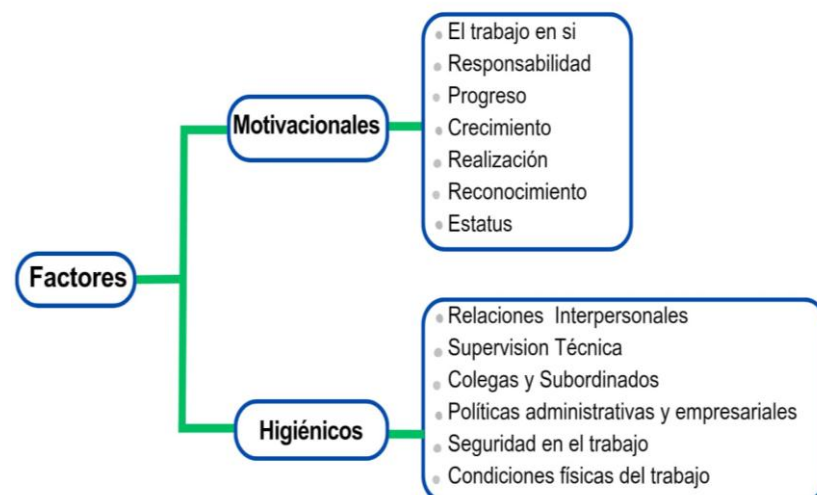 Factores
Motivacionales
El trabajo en si
Responsabilidad
Progreso
Crecimiento
Realización
Reconocimiento
Estatus
Higiénicos
Relaciones Interpersonales
Supervision Técnica
Colegas y Subordinados
Políticas administrativas y empresariales
Seguridad en el trabajo
Condiciones físicas del trabajo